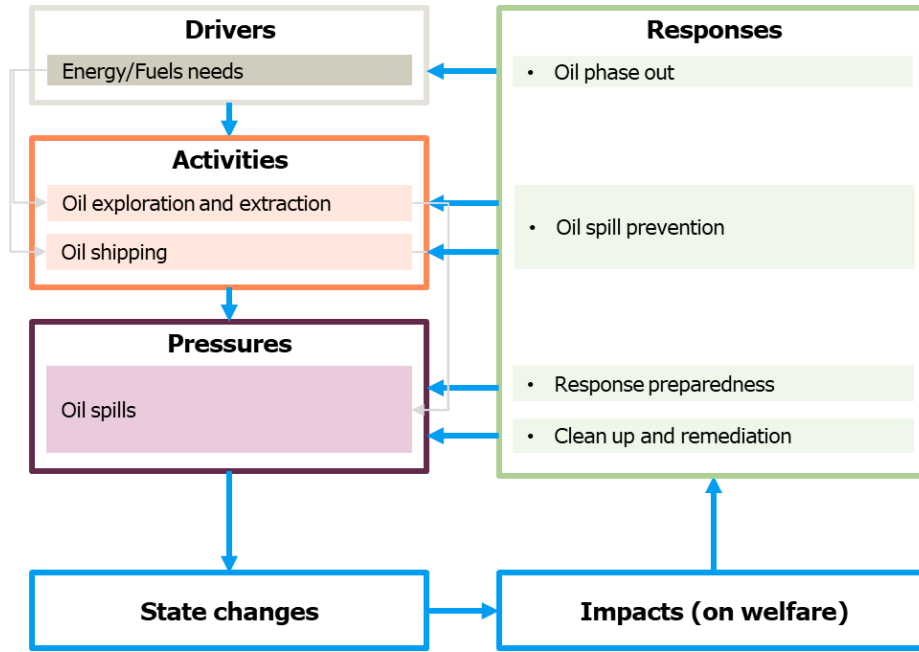 Drivers
Energy/Fuels needs
Activities
Oil exploration and extraction
Oil shipping
Pressures
Oil spills
Responses
• Oil phase out
• Oil spill prevention
• Response preparedness
• Clean up and remediation
State changes
Impacts (on welfare)